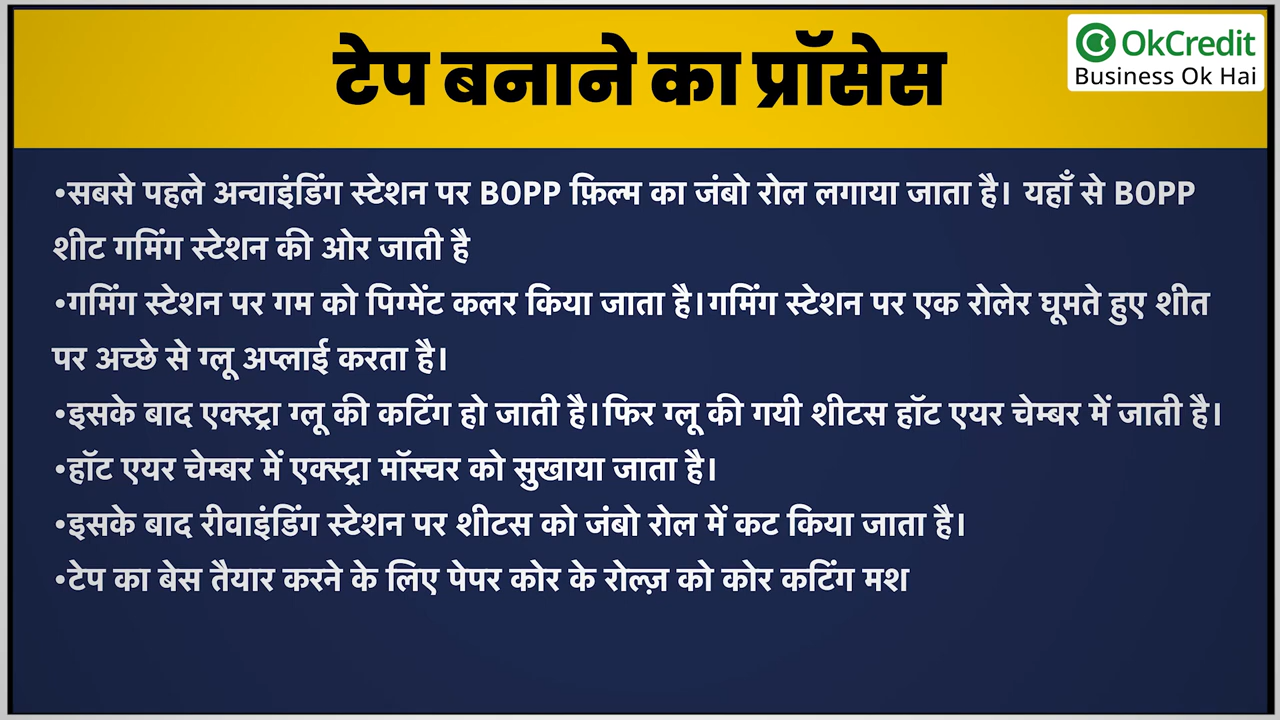 टेप बनाने का प्रॉसेस
OkCredit
Business Ok Hai
•सबसे पहले अन्वाइंडिंग स्टेशन पर BOPP फ़िल्म का जंबो रोल लगाया जाता है। यहाँ से BOPP
शीट गमिंग स्टेशन की ओर जाती है
•गमिंग स्टेशन पर गम को पिग्मेंट कलर किया जाता है।गमिंग स्टेशन पर एक रोलेर घूमते हुए शीत
पर अच्छे से ग्लू अप्लाई करता है।
•इसके बाद एक्स्ट्रा ग्लू की कटिंग हो जाती है।फिर ग्लू की गयी शीटस हॉट एयर चेम्बर में जाती है।
•हॉट एयर चेम्बर में एक्स्ट्रा मॉस्चर को सुखाया जाता है।
•इसके बाद रीवाइंडिंग स्टेशन पर शीटस को जंबो रोल में कट किया जाता है।
•टेप का बेस तैयार करने के लिए पेपर कोर के रोल्ज़ को कोर कटिंग मश